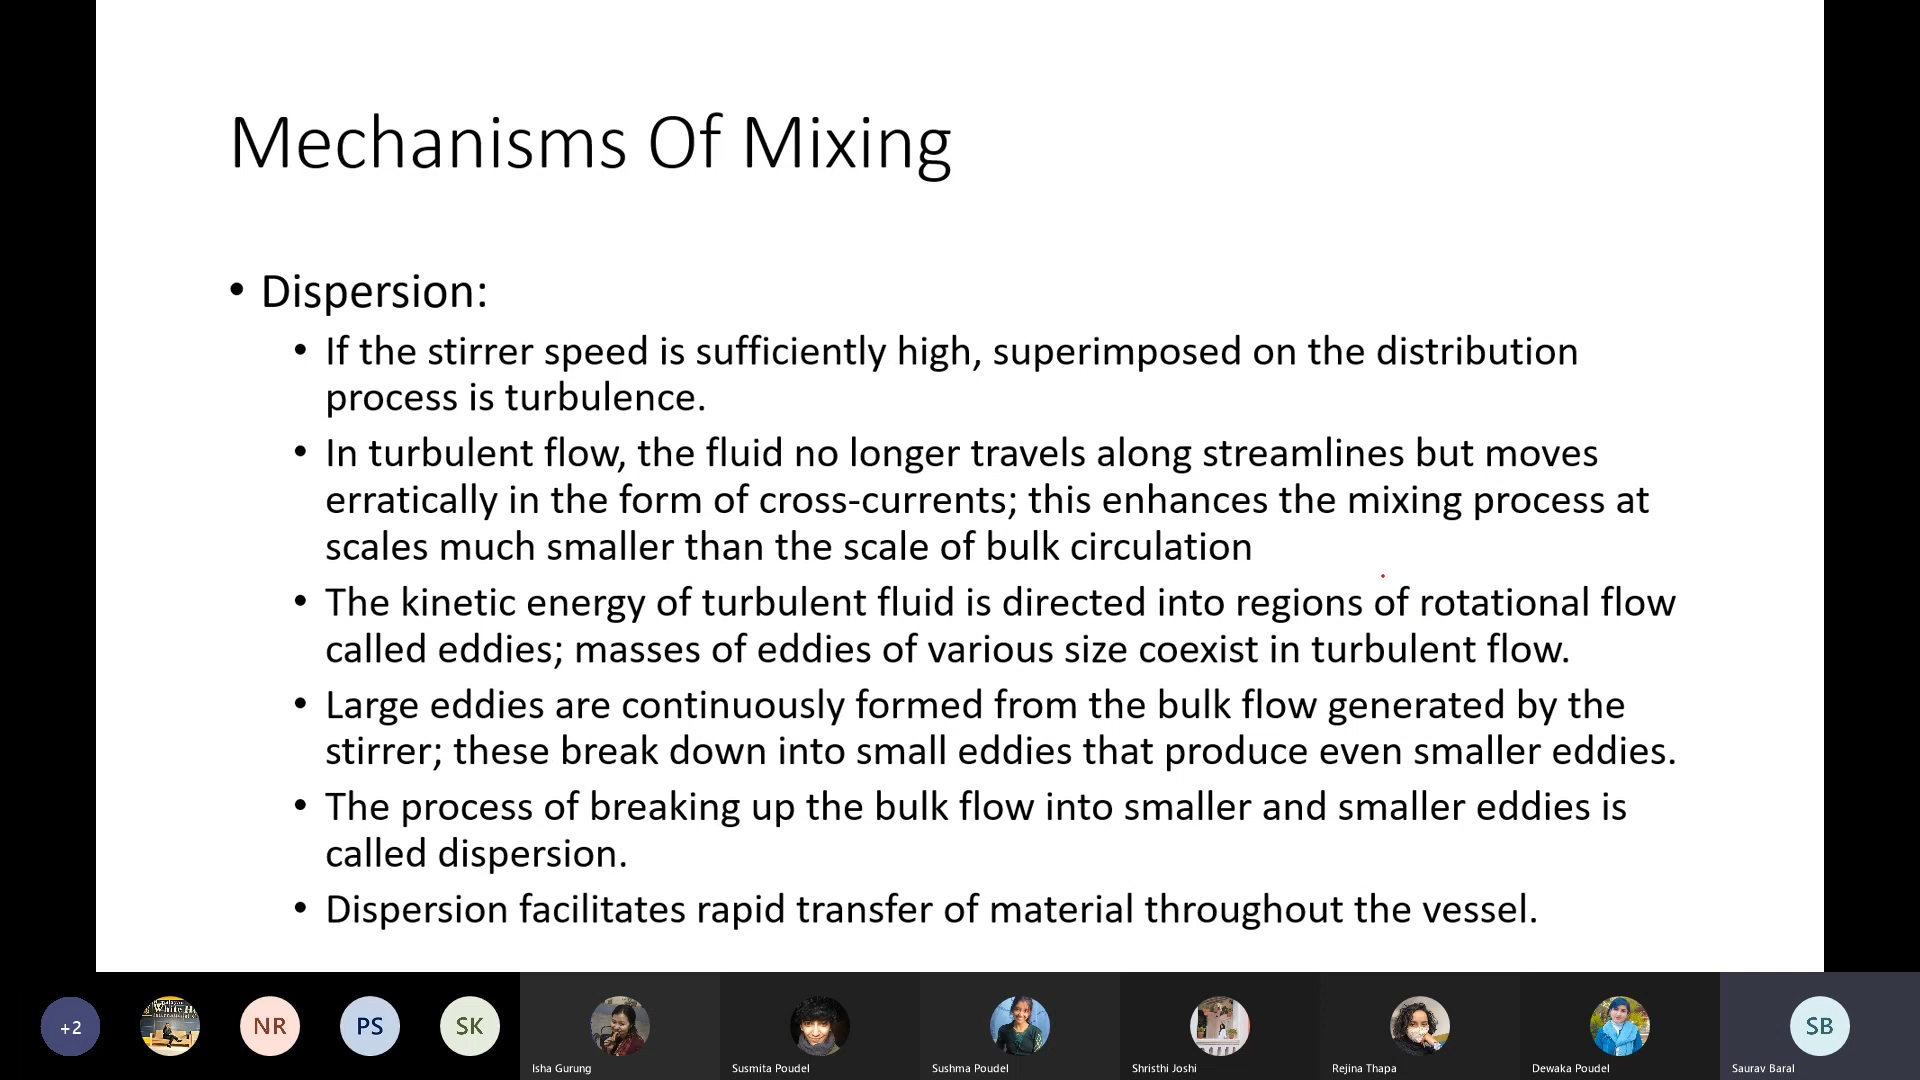 Mechanisms Of Mixing
• Dispersion:
• If the stirrer speed is sufficiently high, superimposed on the distribution
process is turbulence.
• In turbulent flow, the fluid no longer travels along streamlines but moves
erratically in the form of cross-currents; this enhances the mixing process at
scales much smaller than the scale of bulk circulation
• The kinetic energy of turbulent fluid is directed into regions of rotational flow
called eddies; masses of eddies of various size coexist in turbulent flow.
• Large eddies are continuously formed from the bulk flow generated by the
stirrer; these break down into small eddies that produce even smaller eddies.
• The process of breaking up the bulk flow into smaller and smaller eddies is
called dispersion.
• Dispersion facilitates rapid transfer of material throughout the vessel.
+2
NR
PS
SK
SB
Isha Gurung
Susmita Poudel
Sushma Poudel
Shristhi Joshi
Rejina Thapa
Dewaka Poudel
Saurav Baral